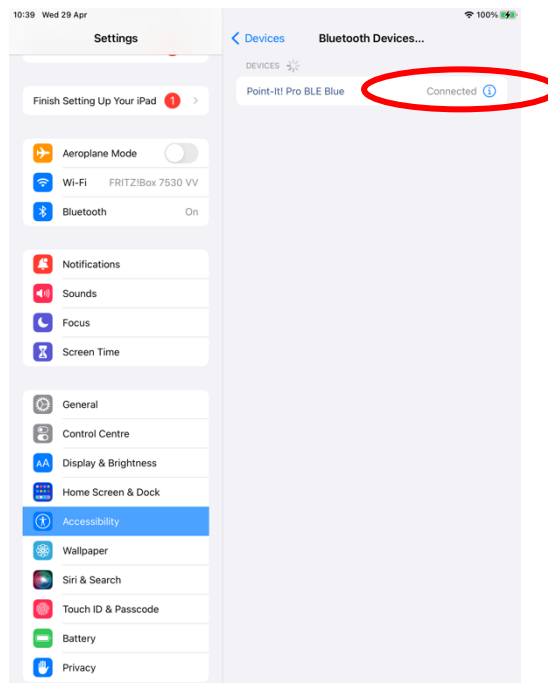 10:39 Wed 29 Apr
100%
Settings
Finish Setting Up Your iPad 1
Aeroplane Mode
Wi-Fi FRITZ!Box 7530 VV
Bluetooth On
Notifications
Sounds
Focus
Screen Time
General
Control Centre
AA Display & Brightness
Home Screen & Dock
Accessibility
Wallpaper
Siri & Search
Touch ID & Passcode
Battery
Privacy
Devices Bluetooth Devices...
DEVICES
Point-It! Pro BLE Blue Connected i